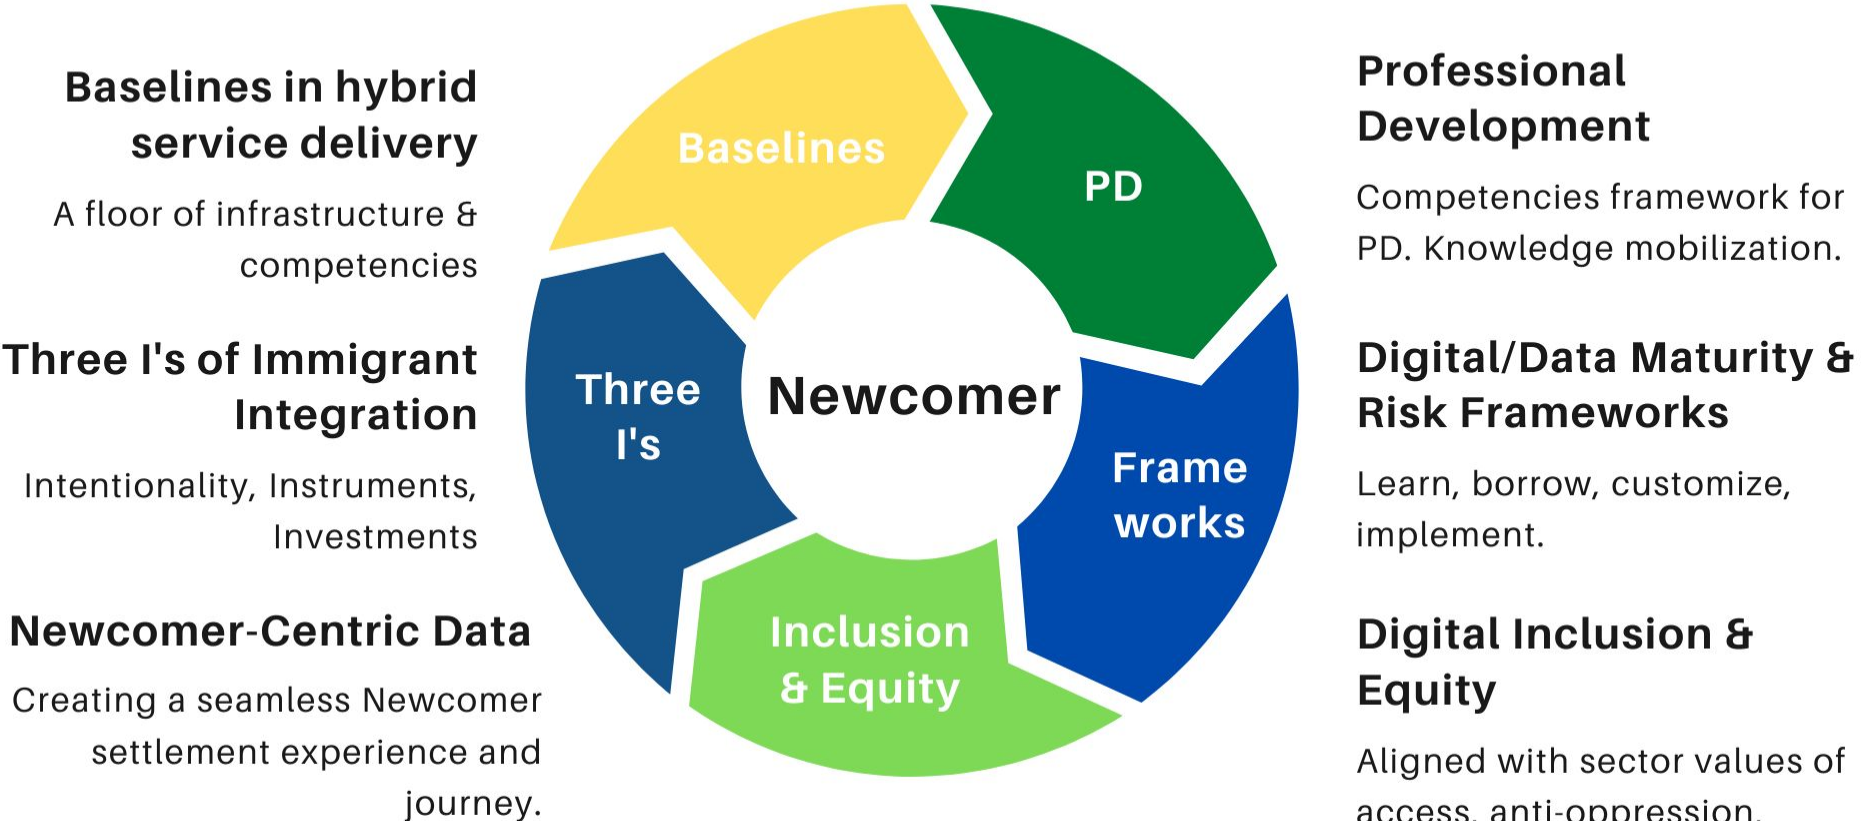 Baselines in hybrid
service delivery
A floor of infrastructure &
competencies
Three I's of Immigrant
Integration
Intentionality, Instruments,
Investments
Newcomer-Centric Data
Creating a seamless Newcomer
settlement experience and
journey.
Baselines
PD
Three
I's
Newcomer
Frame
works
Inclusion
& Equity
Professional
Development
Competencies framework for
PD. Knowledge mobilization.
Digital/Data Maturity &
Risk Frameworks
Learn, borrow, customize,
implement.
Digital Inclusion &
Equity
Aligned with sector values of
access, anti-oppression.